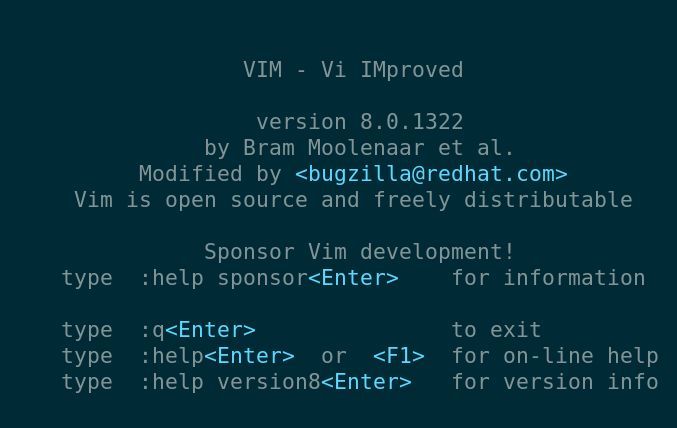 VIM - Vi IMproved
version 8.0.1322
by Bram Moolenaar et al.
Modified by <bugzilla@redhat.com>
Vim is open source and freely distributable
Sponsor Vim development!
type  :help sponsor<Enter>    for information
type  :q<Enter>               to exit
type  :help<Enter>  or  <F1>  for on-line help
type  :help version8<Enter>   for version info